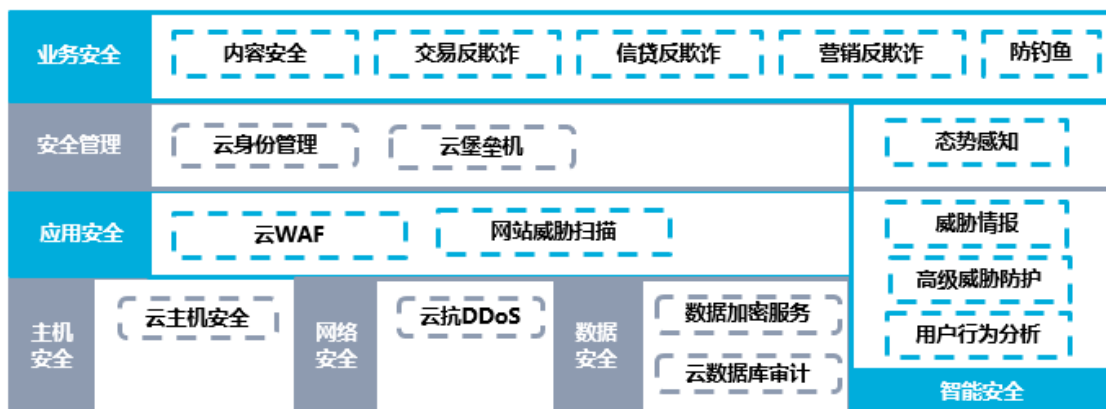 业务安全
内容安全
交易反欺诈
信贷反欺诈
营销反欺诈
防钓鱼
安全管理
云身份管理
云堡垒机
态势感知
应用安全
云WAF
网站威胁扫描
威胁情报
高级威胁防护
用户行为分析
智能安全
主机
安全
云主机安全
网络
安全
云抗DDoS
数据
安全
数据加密服务
云数据库审计